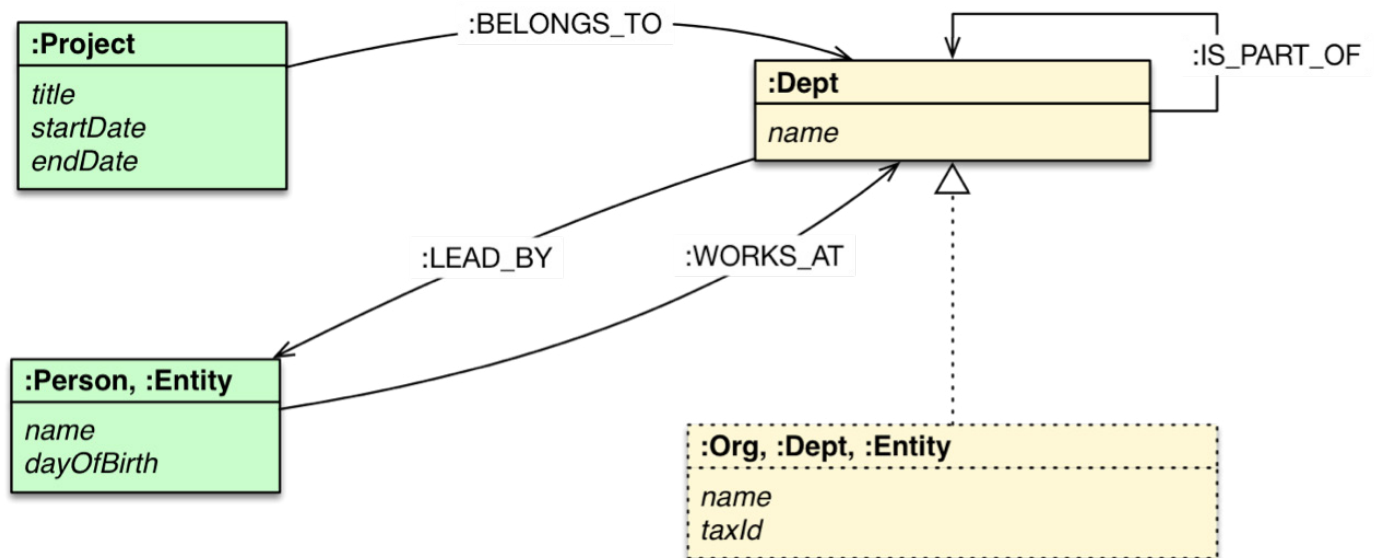 :BELONGS_TO
:Project
title
startDate
endDate
:IS_PART_OF
:Dept
name
:LEAD_BY
:WORKS_AT
:Person, :Entity
name
dayOfBirth
:Org, :Dept, :Entity
name
taxId